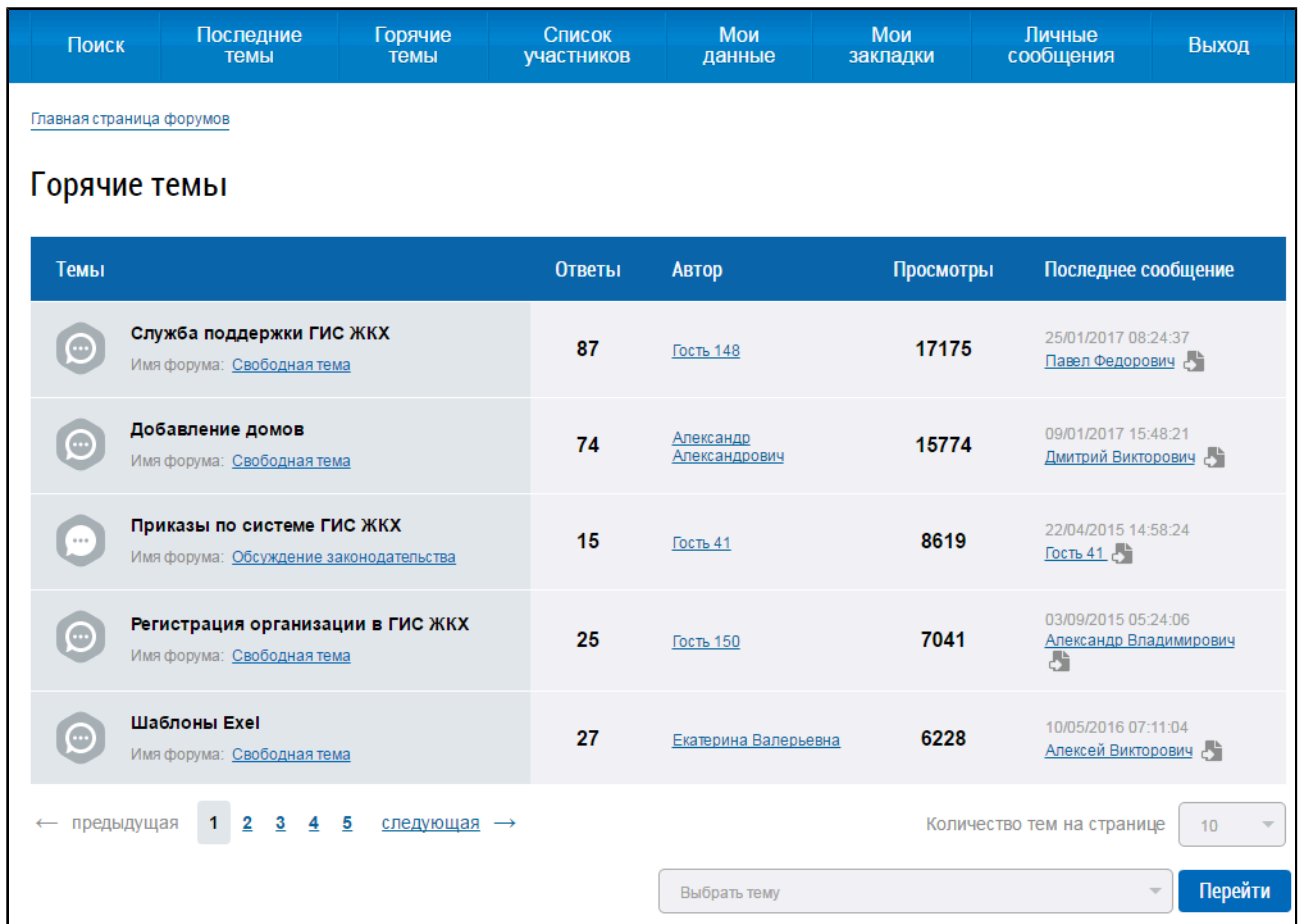 Поиск
Последние темы
Горячие темы
Список участников
Мои данные
Мои закладки
Личные сообщения
Выход
Главная страница форумов
Горячие темы
Темы Ответы Автор Просмотры Последнее сообщение
Служба поддержки ГИС ЖКХ
Имя форума: Свободная тема
87
Гость 148
17175
25/01/2017 08:24:37
Павел Федорович
Добавление домов
Имя форума: Свободная тема
74
Александр
Александрович
15774
09/01/2017 15:48:21
Дмитрий Викторович
Приказы по системе ГИС ЖКХ
Имя форума: Обсуждение законодательства
15
Гость 41
8619
22/04/2015 14:58:24
Гость 41
Регистрация организации в ГИС ЖКХ
Имя форума: Свободная тема
25
Гость 150
7041
03/09/2015 05:24:06
Александр Владимирович
Шаблоны Exel
Имя форума: Свободная тема
27
Екатерина Валерьевна
6228
10/05/2016 07:11:04
Алексей Викторович
← предыдущая 1 2 3 4 5 следующая →
Количество тем на странице 10
Выбрать тему
Перейти